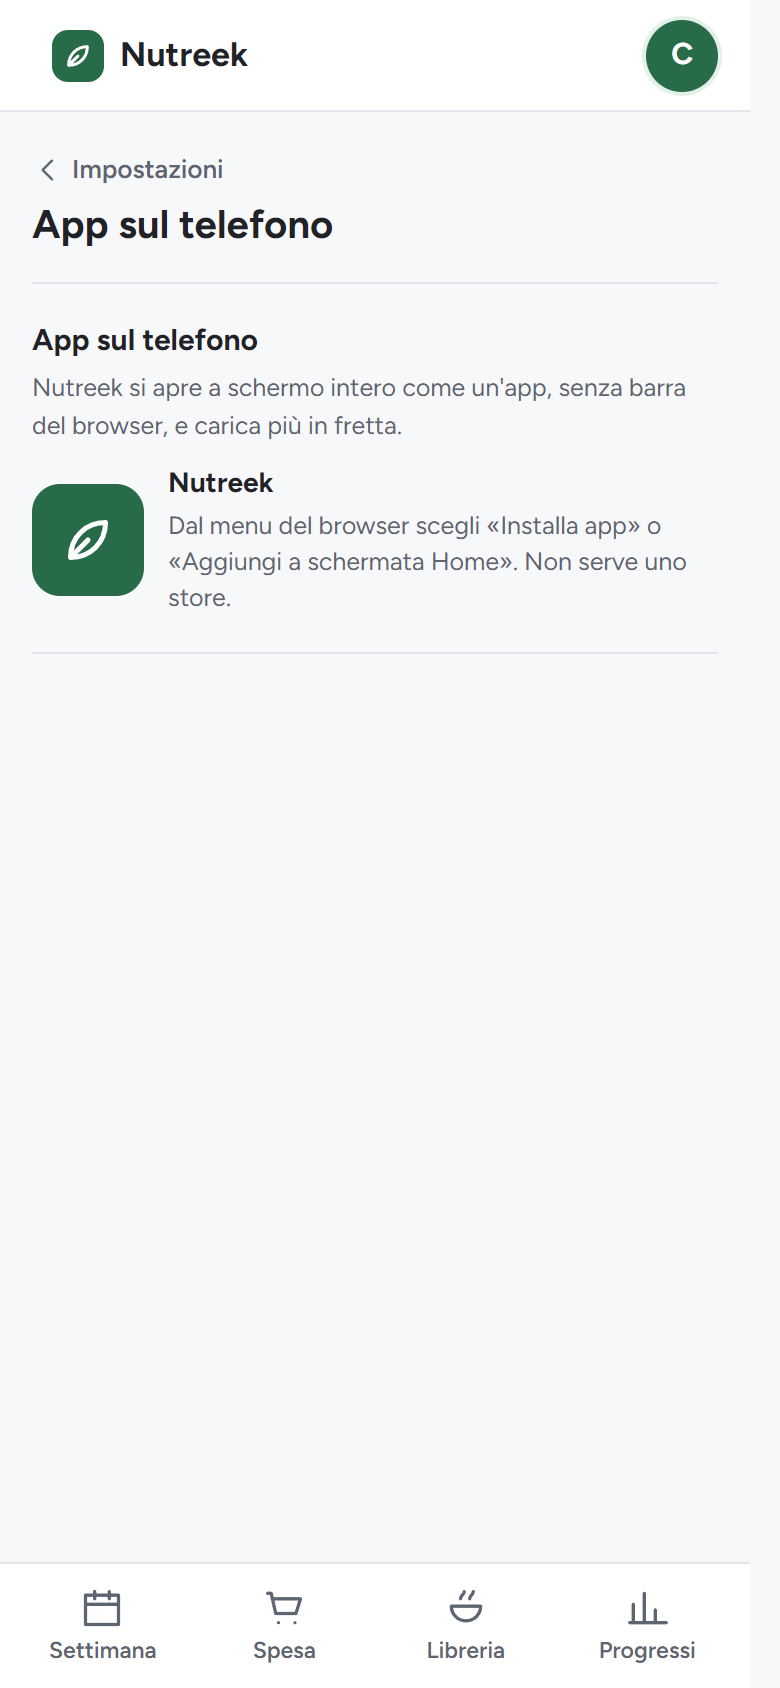 Nutreek
C
Impostazioni
App sul telefono
App sul telefono
Nutreek si apre a schermo intero come un'app, senza barra
del browser, e carica più in fretta.
Nutreek
Dal menu del browser scegli «Installa app» o
«Aggiungi a schermata Home». Non serve uno
store.
Settimana
Spesa
Libreria
Progressi